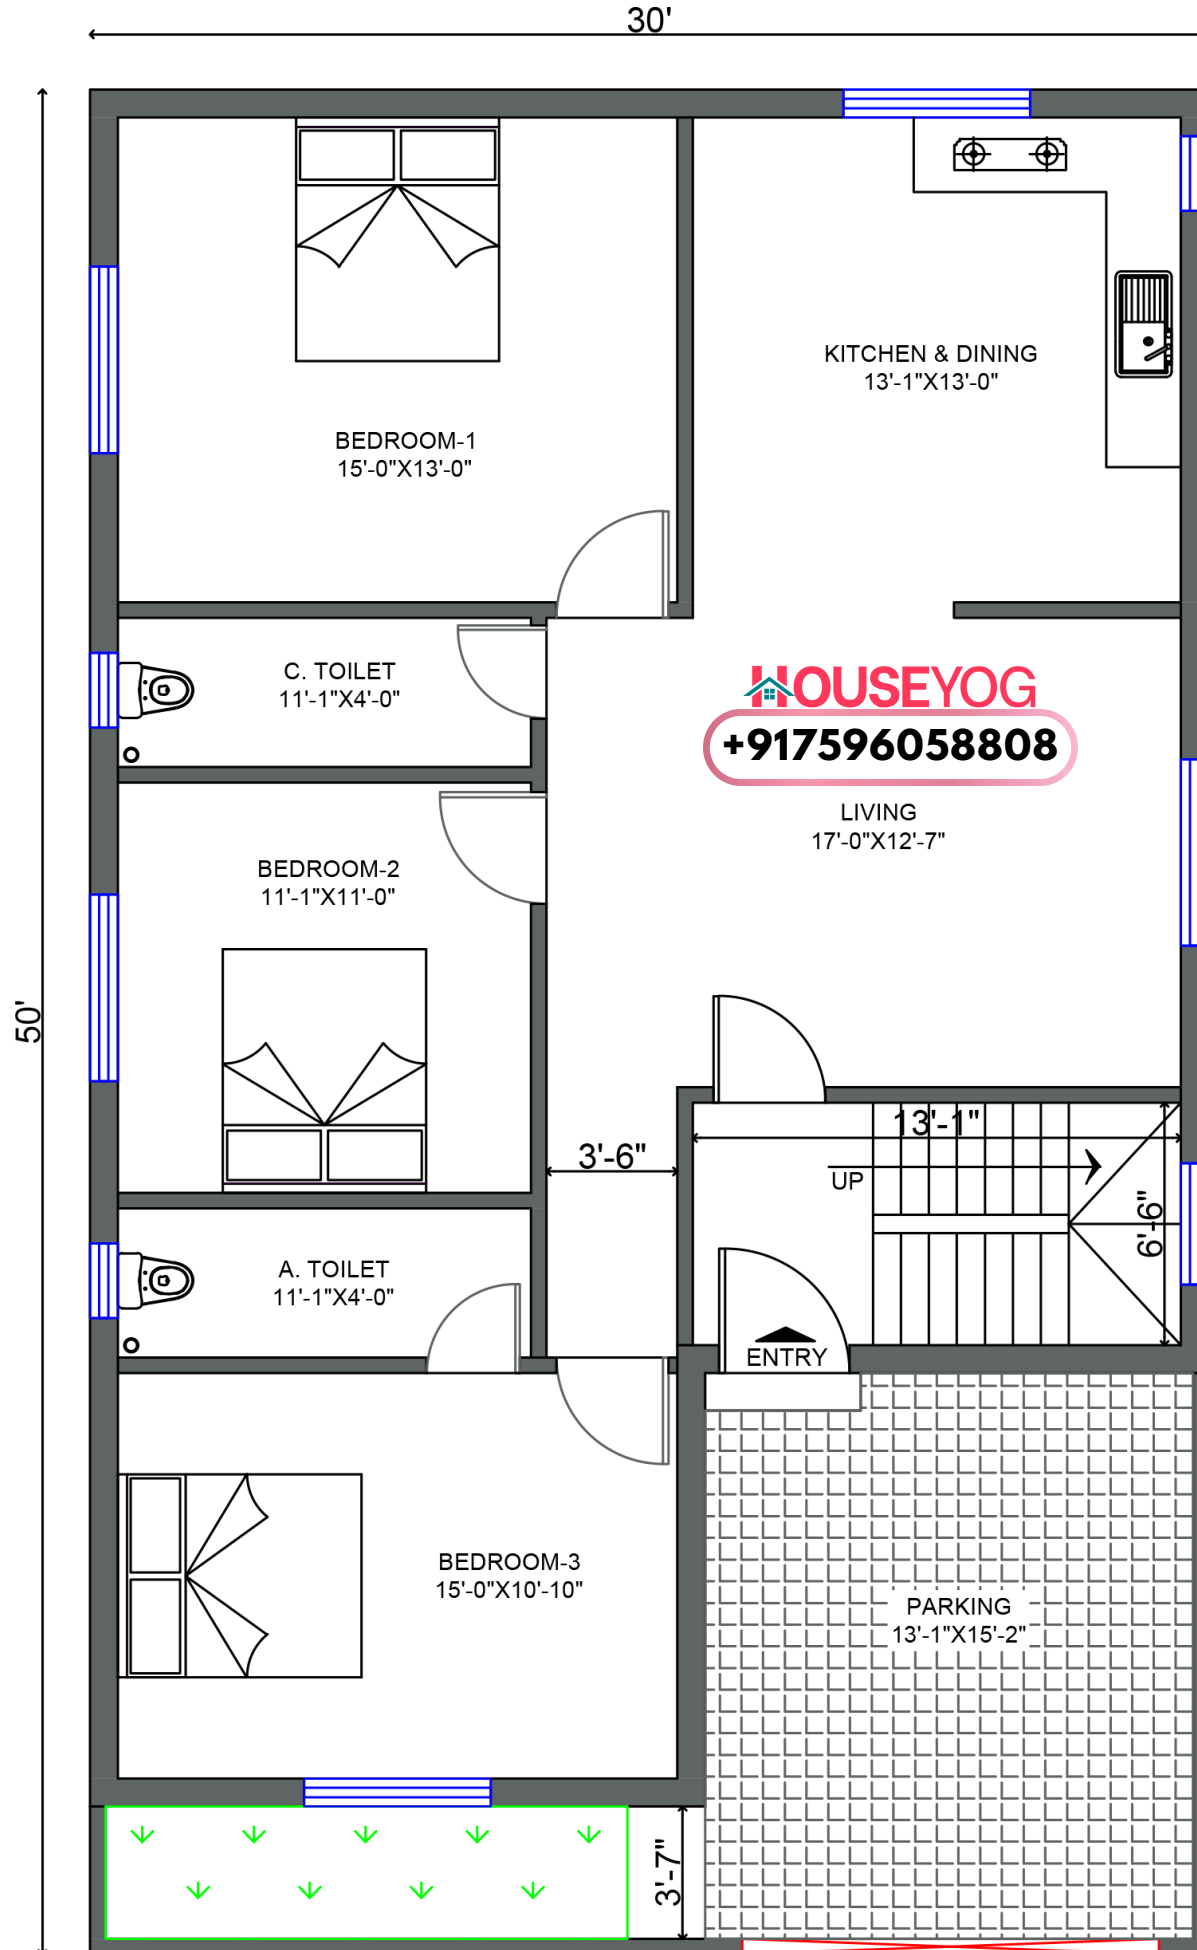 30'
50'
BEDROOM-1
15'-0"X13'-0"
KITCHEN & DINING
13'-1"X13'-0"
C. TOILET
11'-1"X4'-0"
HOUSEYOG
+917596058808
LIVING
17'-0"X12'-7"
BEDROOM-2
11'-1"X11'-0"
13'-1"
3'-6"
UP
6'-6"
A. TOILET
11'-1"X4'-0"
ENTRY
BEDROOM-3
15'-0"X10'-10"
PARKING
13'-1"X15'-2"
3'-7"